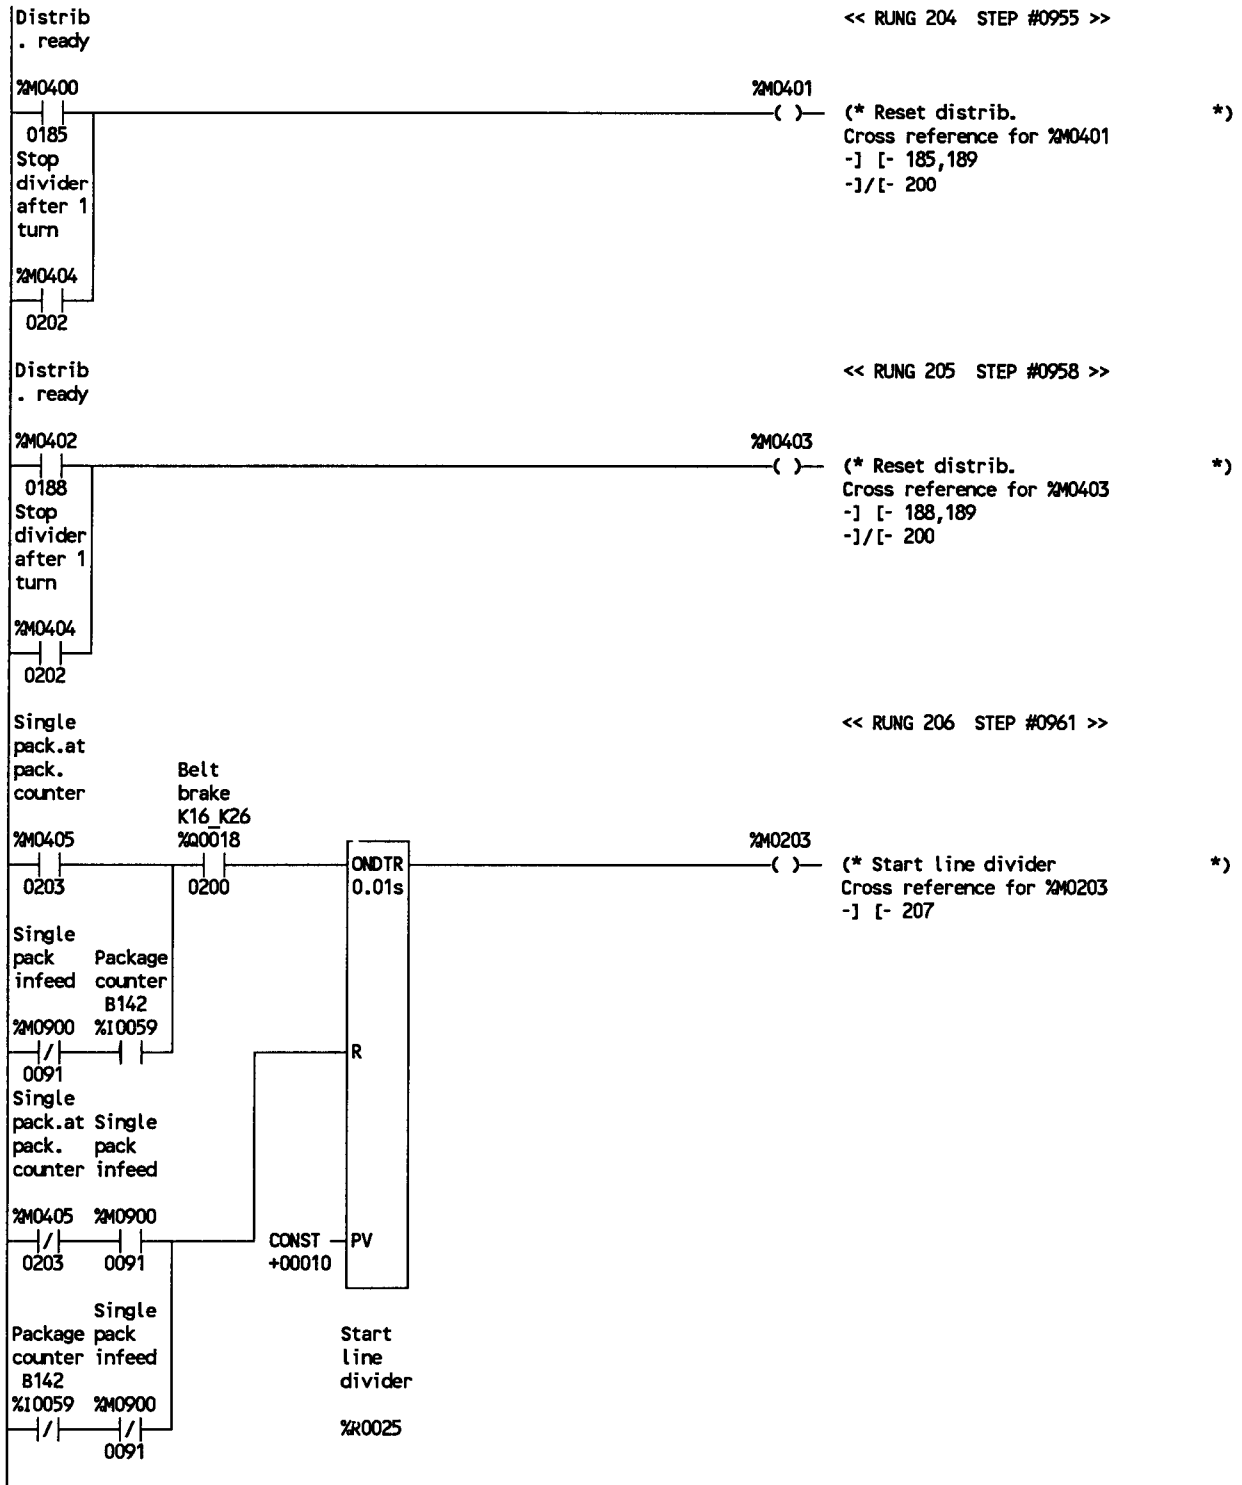 Distrib
. ready
<< RUNG 204 STEP #0955 >>
%M0400
%M0401
(* Reset distrib. *)
0185
Cross reference for %M0401
Stop
divider
after 1
turn
-] [- 185,189
-]/[- 200
%M0404
0202
Distrib
. ready
<< RUNG 205 STEP #0958 >>
%M0402
%M0403
(* Reset distrib. *)
0188
Cross reference for %M0403
Stop
divider
after 1
turn
-] [- 188,189
-]/[- 200
%M0404
0202
Single
pack.at
pack.
counter
<< RUNG 206 STEP #0961 >>
Belt
brake
K16_K26
%M0405
%Q0018
%M0203
ONDTR
0.01s
(* Start line divider *)
0203
0200
Cross reference for %M0203
-] [- 207
Single
pack
infeed
Package
counter
B142
%M0900 %I0059
R
0091
Single
pack.at
pack.
counter
Single
pack
infeed
%M0405 %M0900
CONST
+00010
PV
0203 0091
Package
counter
B142
Single
pack
infeed
%I0059 %M0900
0091
Start
line
divider
%R0025